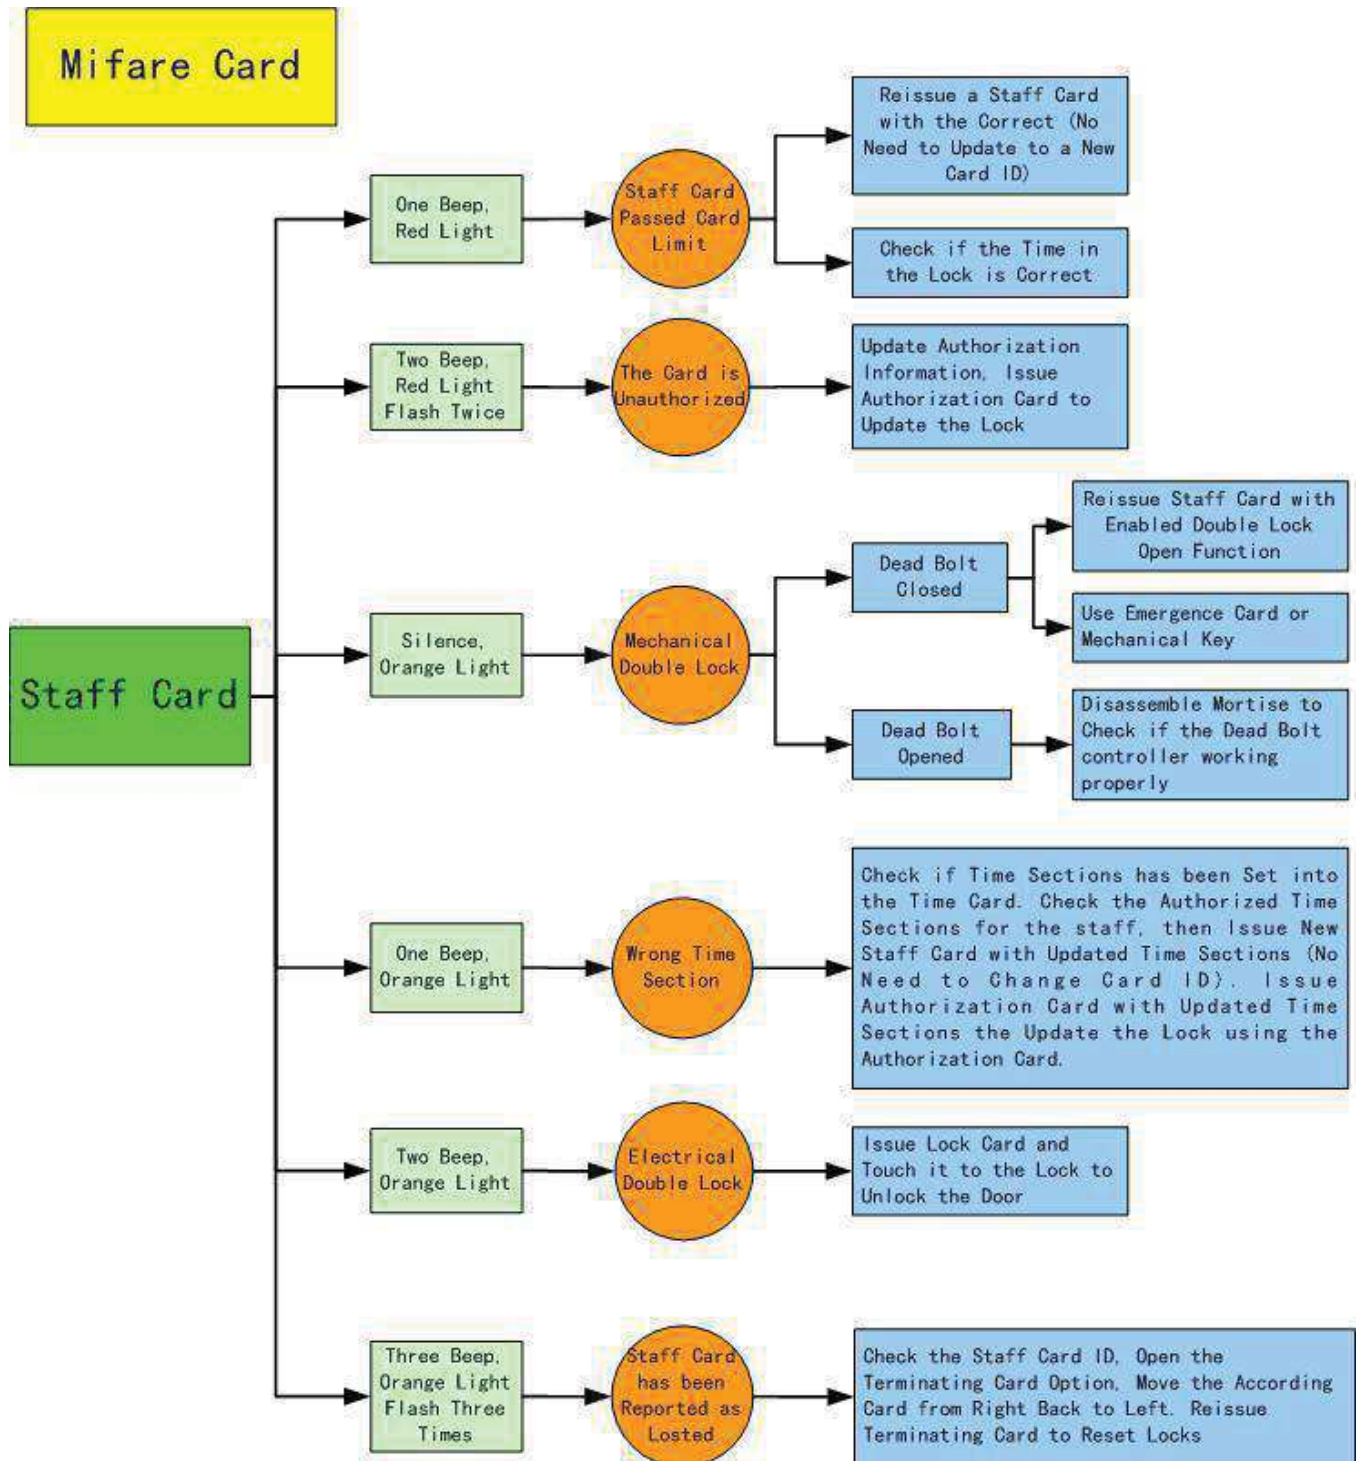 Mifare Card
Reissue a Staff Card
with the Correct (No
Need to Update to a New
Card ID)
One Beep,
Red Light
Staff Card
Passed Card
Limit
Check if the Time in
the Lock is Correct
Two Beep,
Red Light
Flash Twice
The Card is
Unauthorized
Update Authorization
Information, Issue
Authorization Card to
Update the Lock
Staff Card
Silence,
Orange Light
Mechanical
Double Lock
Dead Bolt
Closed
Reissue Staff Card with
Enabled Double Lock
Open Function
Use Emergence Card or
Mechanical Key
Dead Bolt
Opened
Disassemble Mortise to
Check if the Dead Bolt
controller working
properly
One Beep,
Orange Light
Wrong Time
Section
Check if Time Sections has been Set into
the Time Card. Check the Authorized Time
Sections for the staff, then Issue New
Staff Card with Updated Time Sections (No
Need to Change Card ID). Issue
Authorization Card with Updated Time
Sections the Update the Lock using the
Authorization Card.
Two Beep,
Orange Light
Electrical
Double Lock
Issue Lock Card and
Touch it to the Lock to
Unlock the Door
Three Beep,
Orange Light
Flash Three
Times
Staff Card
has been
Reported as
Losted
Check the Staff Card ID, Open the
Terminating Card Option, Move the According
Card from Right Back to Left. Reissue
Terminating Card to Reset Locks